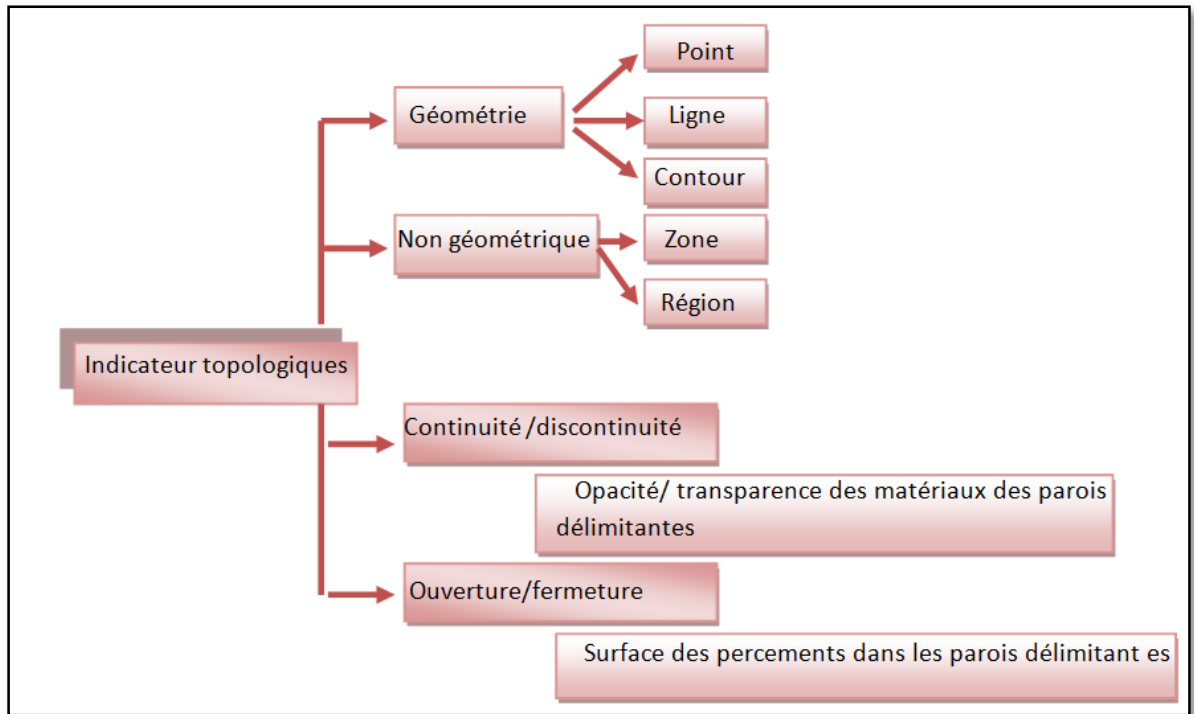 Point
Géométrie
Ligne
Contour
Non géométrique
Zone
Région
Indicateur topologiques
Continuité /discontinuité
Opacité/ transparence des matériaux des parois
délimitantes
Ouverture/fermeture
Surface des percements dans les parois délimitant es